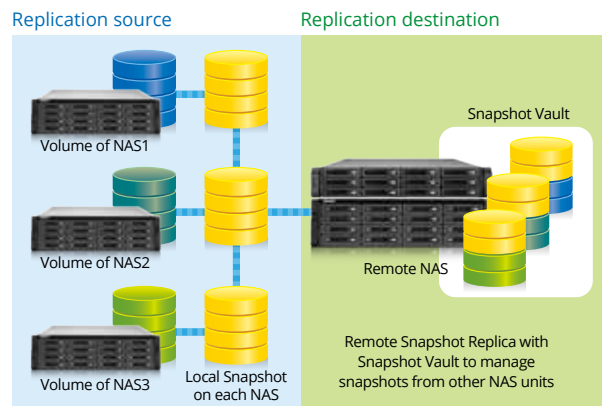 Replication source
Replication destination
Volume of NAS1
Volume of NAS2
Volume of NAS3
Local Snapshot
on each NAS
Snapshot Vault
Remote NAS
Remote Snapshot Replica with
Snapshot Vault to manage
snapshots from other NAS units